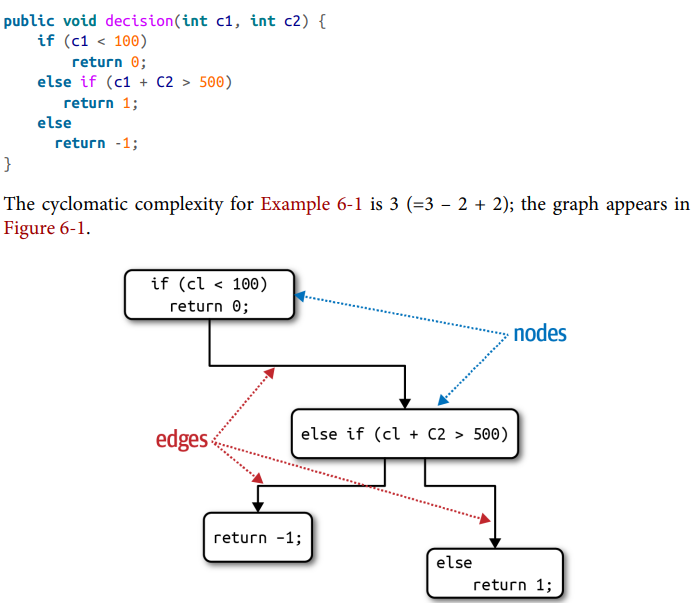 public void decision(int c1, int c2) {
    if (c1 < 100)
        return 0;
    else if (c1 + C2 > 500)
       return 1;
    else
      return -1;
}
The cyclomatic complexity for Example 6-1 is 3 (=3 – 2 + 2); the graph appears in
Figure 6-1.
if (cl < 100)
return 0;
nodes
edges
else if (cl + C2 > 500)
return –1;
else
return 1;